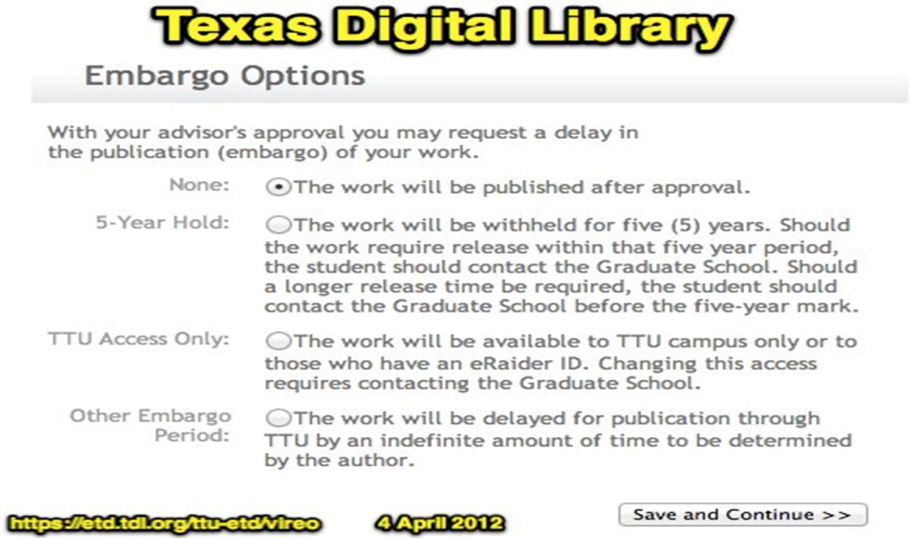 Texas Digital Library
Embargo Options
With your advisor's approval you may request a delay in
the publication (embargo) of your work.
None: The work will be published after approval.
5-Year Hold: The work will be withheld for five (5) years. Should
the work require release within that five year period,
the student should contact the Graduate School. Should
a longer release time be required, the student should
contact the Graduate School before the five-year mark.
TTU Access Only: The work will be available to TTU campus only or to
those who have an eRaider ID. Changing this access
requires contacting the Graduate School.
Other Embargo The work will be delayed for publication through
Period: TTU by an indefinite amount of time to be determined
by the author.
Save and Continue >>
https://etd.tdl.org/ttu-etd/vireo 4 April 2012